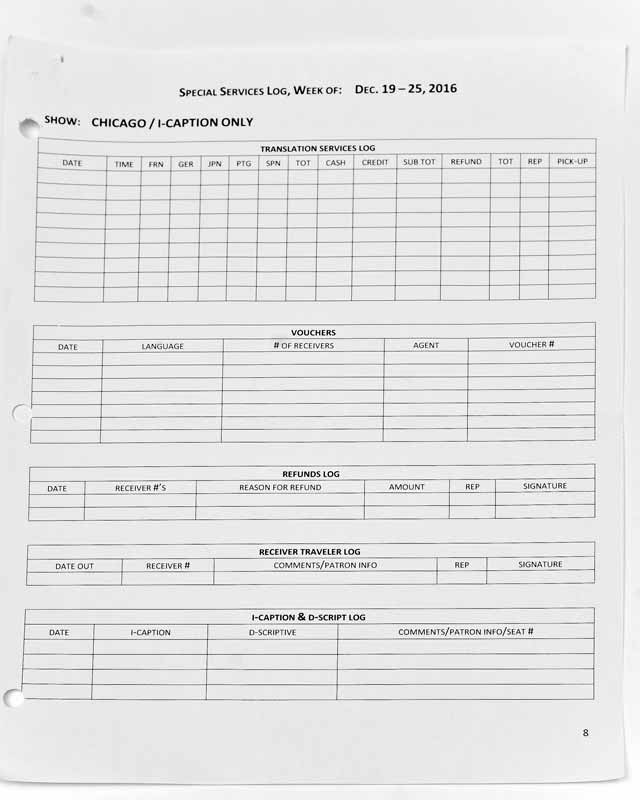 SPECIAL SERVICES LOG, WEEK OF: DEC. 19 – 25, 2016
SHOW: CHICAGO / I-CAPTION ONLY
TRANSLATION SERVICES LOG
DATE TIME FRN GER JPN PTG SPN TOT CASH CREDIT SUB TOT REFUND TOT REP PICK-UP
VOUCHERS
DATE LANGUAGE # OF RECEIVERS AGENT VOUCHER #
REFUNDS LOG
DATE RECEIVER #'S REASON FOR REFUND AMOUNT REP SIGNATURE
RECEIVER TRAVELER LOG
DATE OUT RECEIVER # COMMENTS/PATRON INFO REP SIGNATURE
I-CAPTION & D-SCRIPT LOG
DATE I-CAPTION D-SCRIPTIVE COMMENTS/PATRON INFO/SEAT #
8